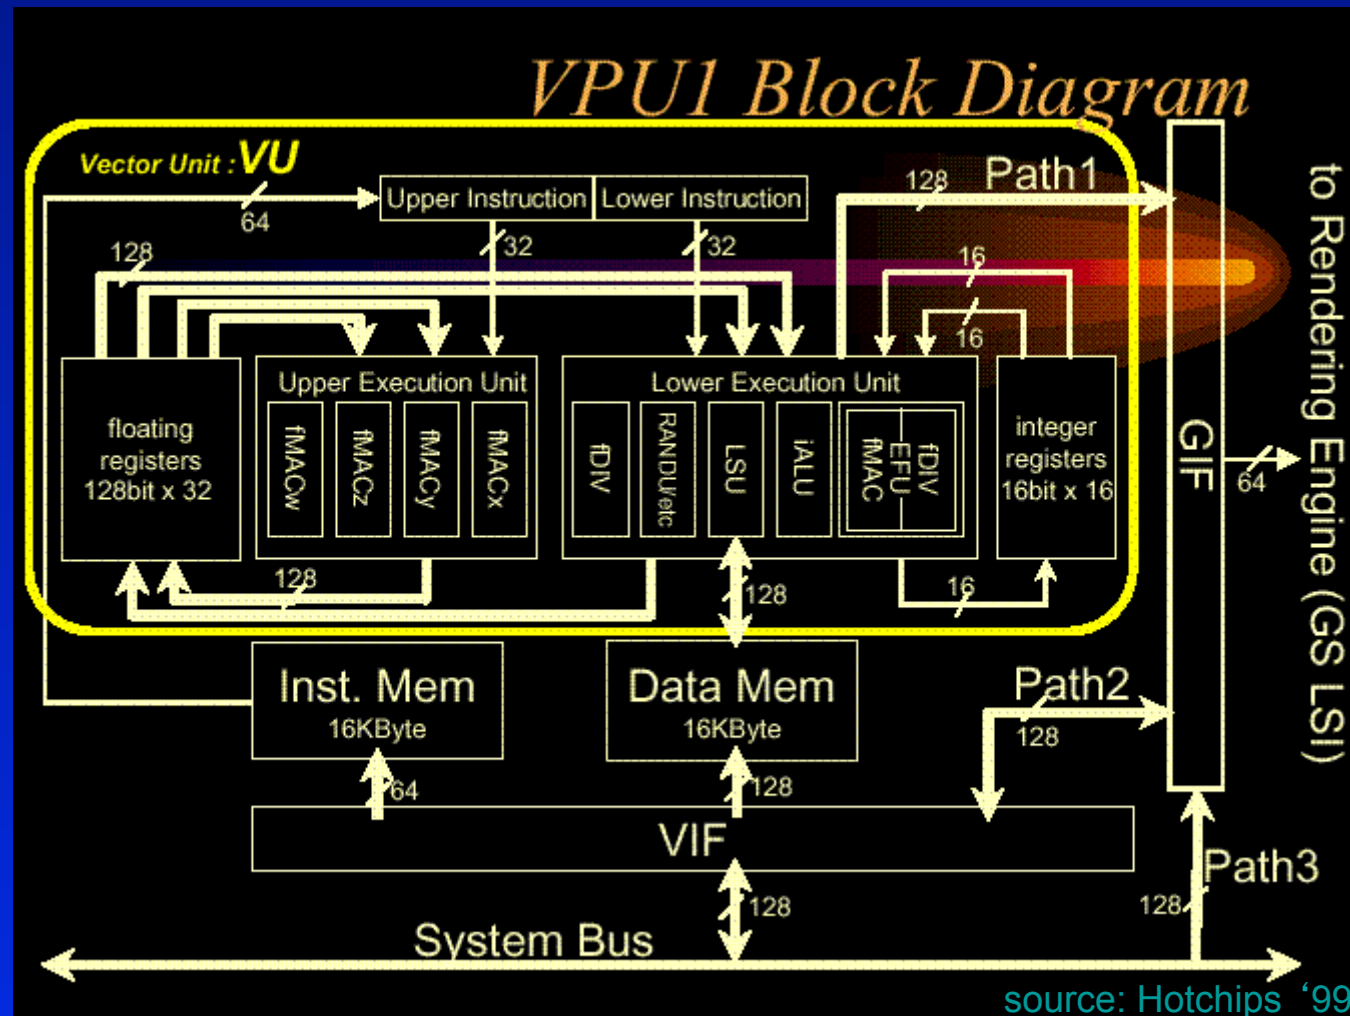 VPU1 Block Diagram
Vector Unit : VU
64
Upper Instruction
Lower Instruction
128
Path1
32
32
128
16
16
floating
registers
128bit x 32
Upper Execution Unit
fMACw
fMACz
fMACy
fMACx
Lower Execution Unit
fDIV
RANDU/etc
LSU
iALU
fDIV
EFU
fMAC
integer
registers
16bit x 16
GIF
64
to Rendering Engine (GS LSI)
128
128
16
Inst. Mem
16KByte
Data Mem
16KByte
Path2
128
64
128
VIF
Path3
128
128
System Bus
source: Hotchips ‘99